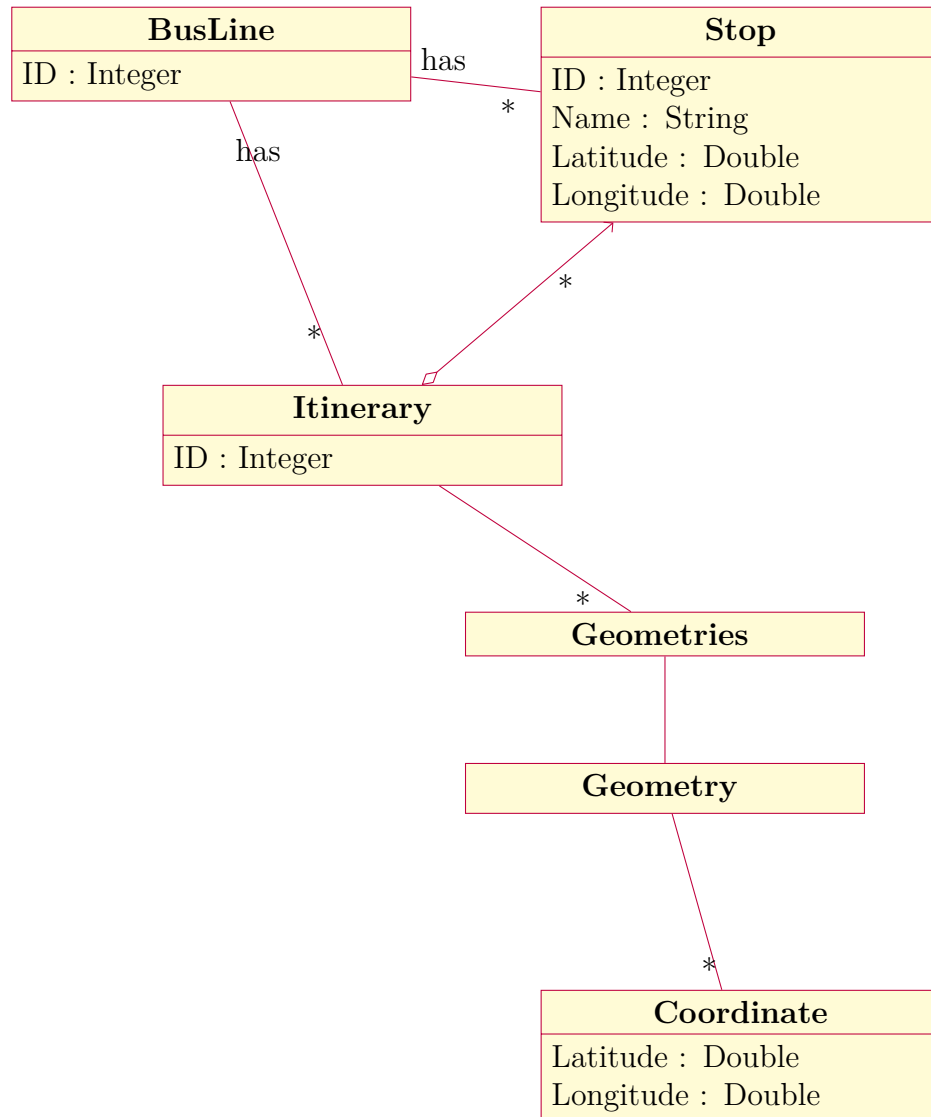 BusLine
ID : Integer
has
*
Stop
ID : Integer
Name : String
Latitude : Double
Longitude : Double
has
*
*
Itinerary
ID : Integer
*
Geometries
Geometry
*
Coordinate
Latitude : Double
Longitude : Double